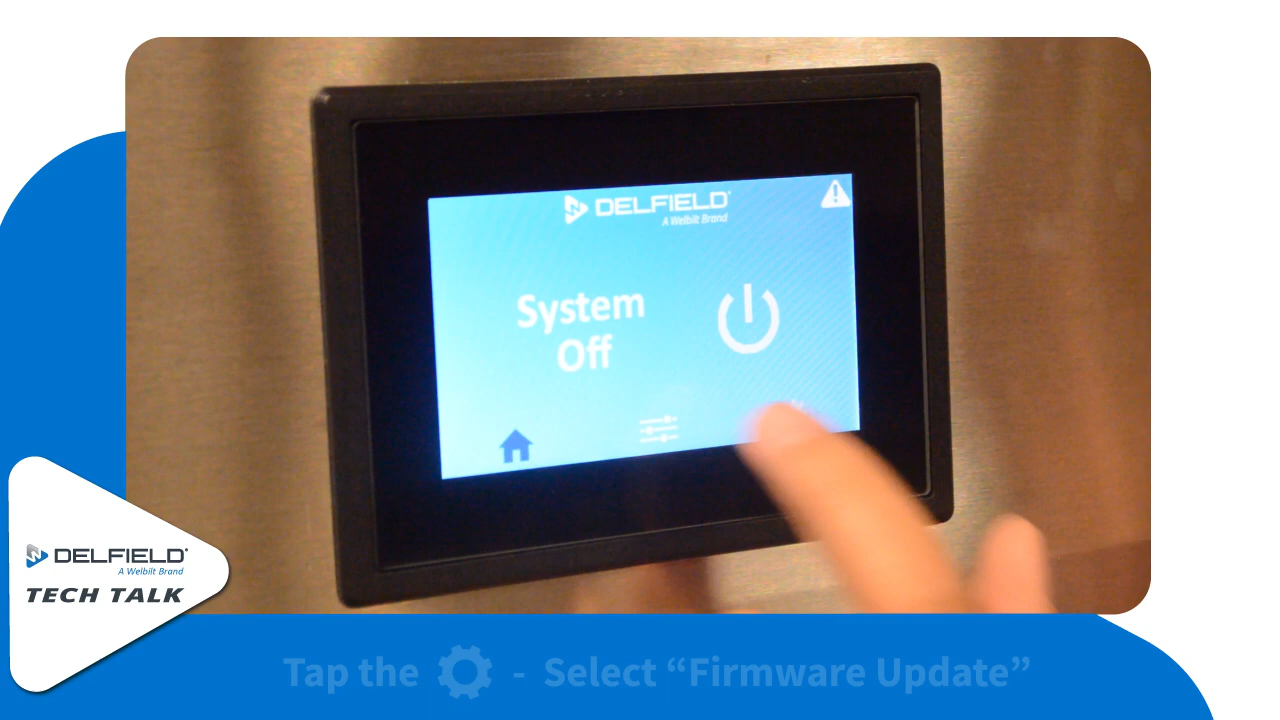 DELFIELD
A Welbilt Brand
System
Off
DELFIELD
A Welbilt Brand
TECH TALK
Tap the - Select “Firmware Update”